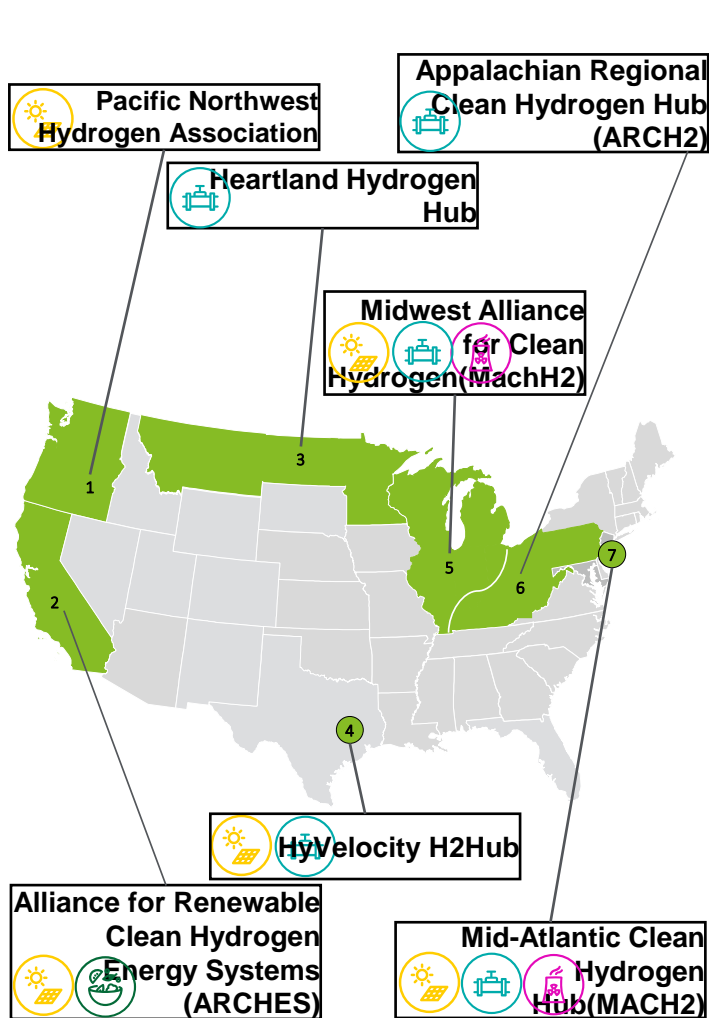 Appalachian Regional
Clean Hydrogen Hub
(ARCH2)
Pacific Northwest
Hydrogen Association
Heartland Hydrogen
Hub
Midwest Alliance
for Clean
Hydrogen(MachH2)
3
1
7
5
6
2
4
HyVelocity H2Hub
Alliance for Renewable
Clean Hydrogen
Energy Systems
(ARCHES)
Mid-Atlantic Clean
Hydrogen
Hub(MACH2)